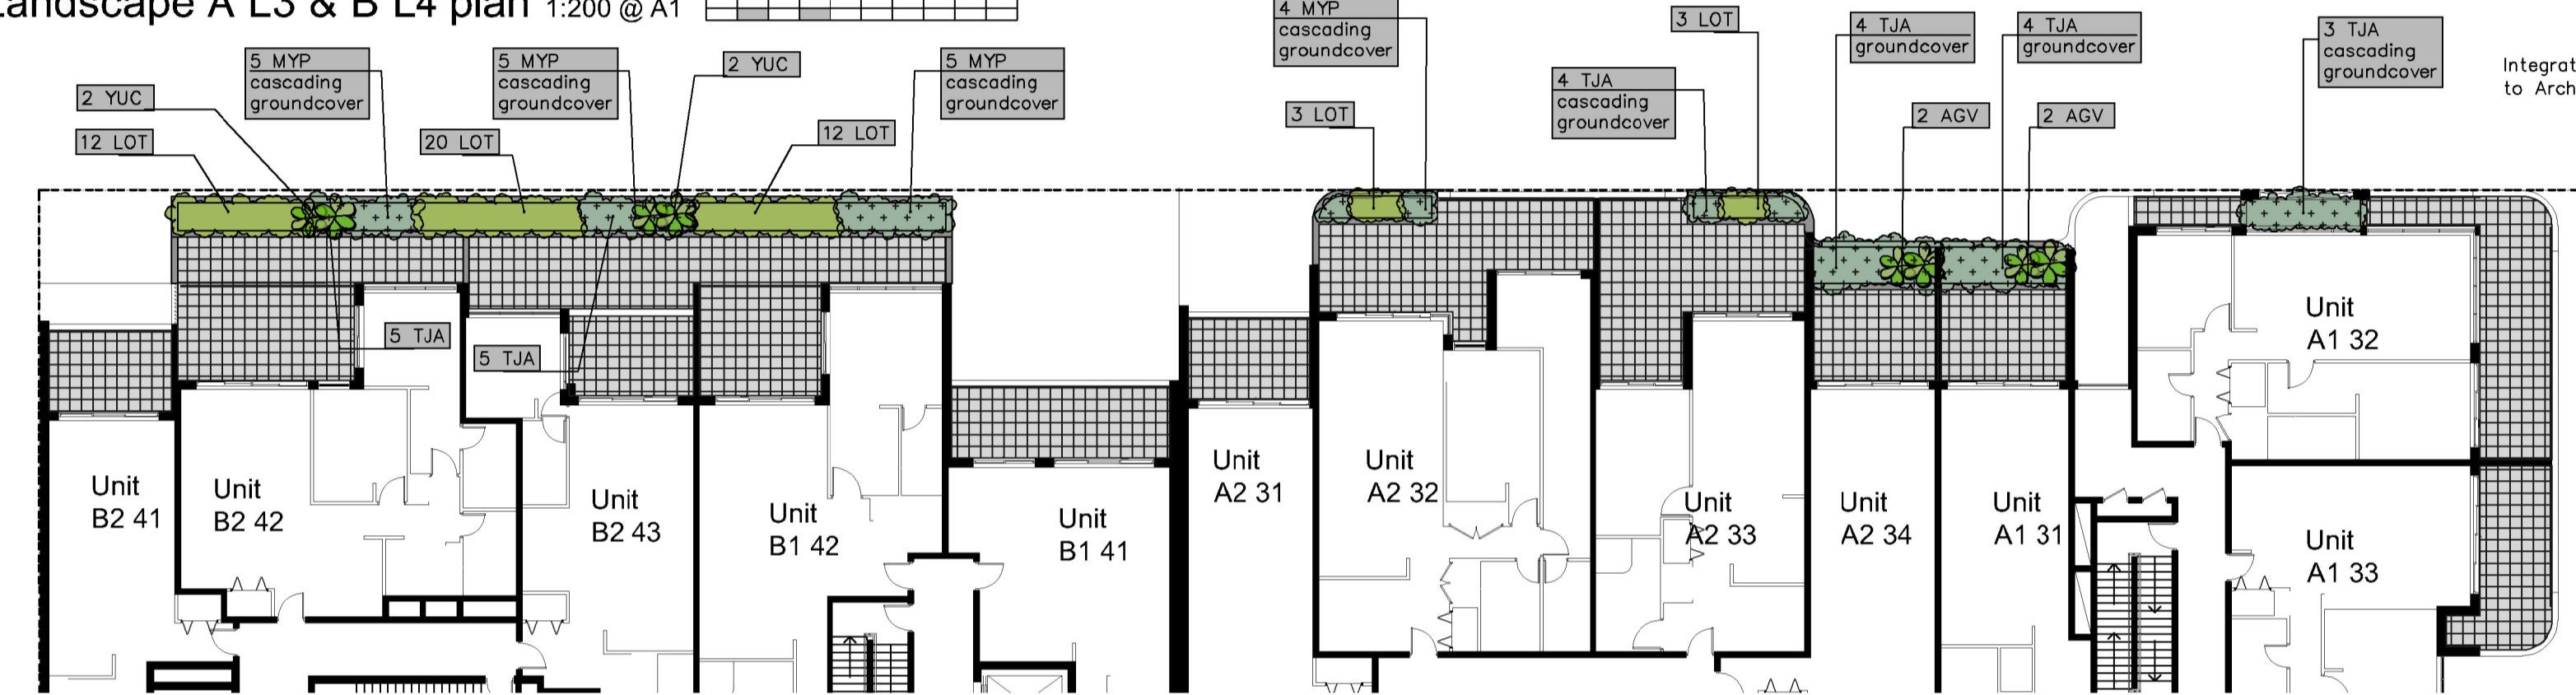 Landscape A L3 & B L4 plan 1:200 @ A1
4 MYP
cascading
groundcover
3 LOT
4 TJA
groundcover
4 TJA
groundcover
3 TJA
cascading
groundcover
5 MYP
cascading
groundcover
5 MYP
cascading
groundcover
2 YUC
5 MYP
cascading
groundcover
4 TJA
cascading
groundcover
Integrat
to Arch
2 YUC
3 LOT
2 AGV
2 AGV
12 LOT
20 LOT
12 LOT
5 TJA
5 TJA
Unit
B2 41
Unit
B2 42
Unit
B2 43
Unit
B1 42
Unit
B1 41
Unit
A2 31
Unit
A2 32
Unit
A2 33
Unit
A2 34
Unit
A1 31
Unit
A1 32
Unit
A1 33